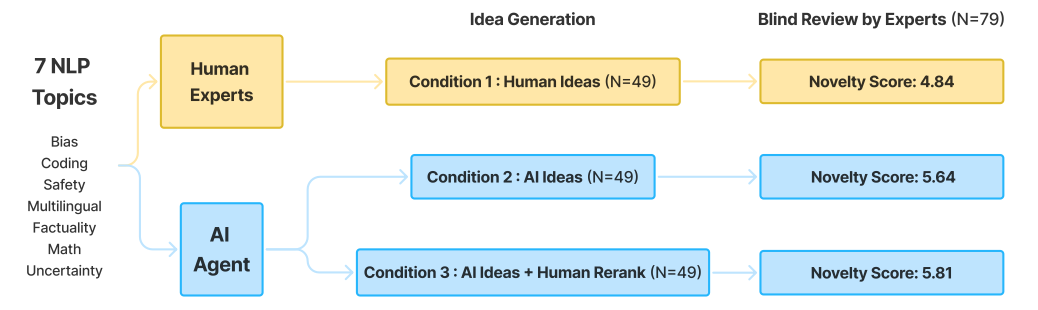 Idea Generation
Blind Review by Experts (N=79)
7 NLP
Topics
Bias
Coding
Safety
Multilingual
Factuality
Math
Uncertainty
Human
Experts
Condition 1 : Human Ideas (N=49)
Novelty Score: 4.84
AI
Agent
Condition 2 : AI Ideas (N=49)
Novelty Score: 5.64
Condition 3 : AI Ideas + Human Rerank (N=49)
Novelty Score: 5.81